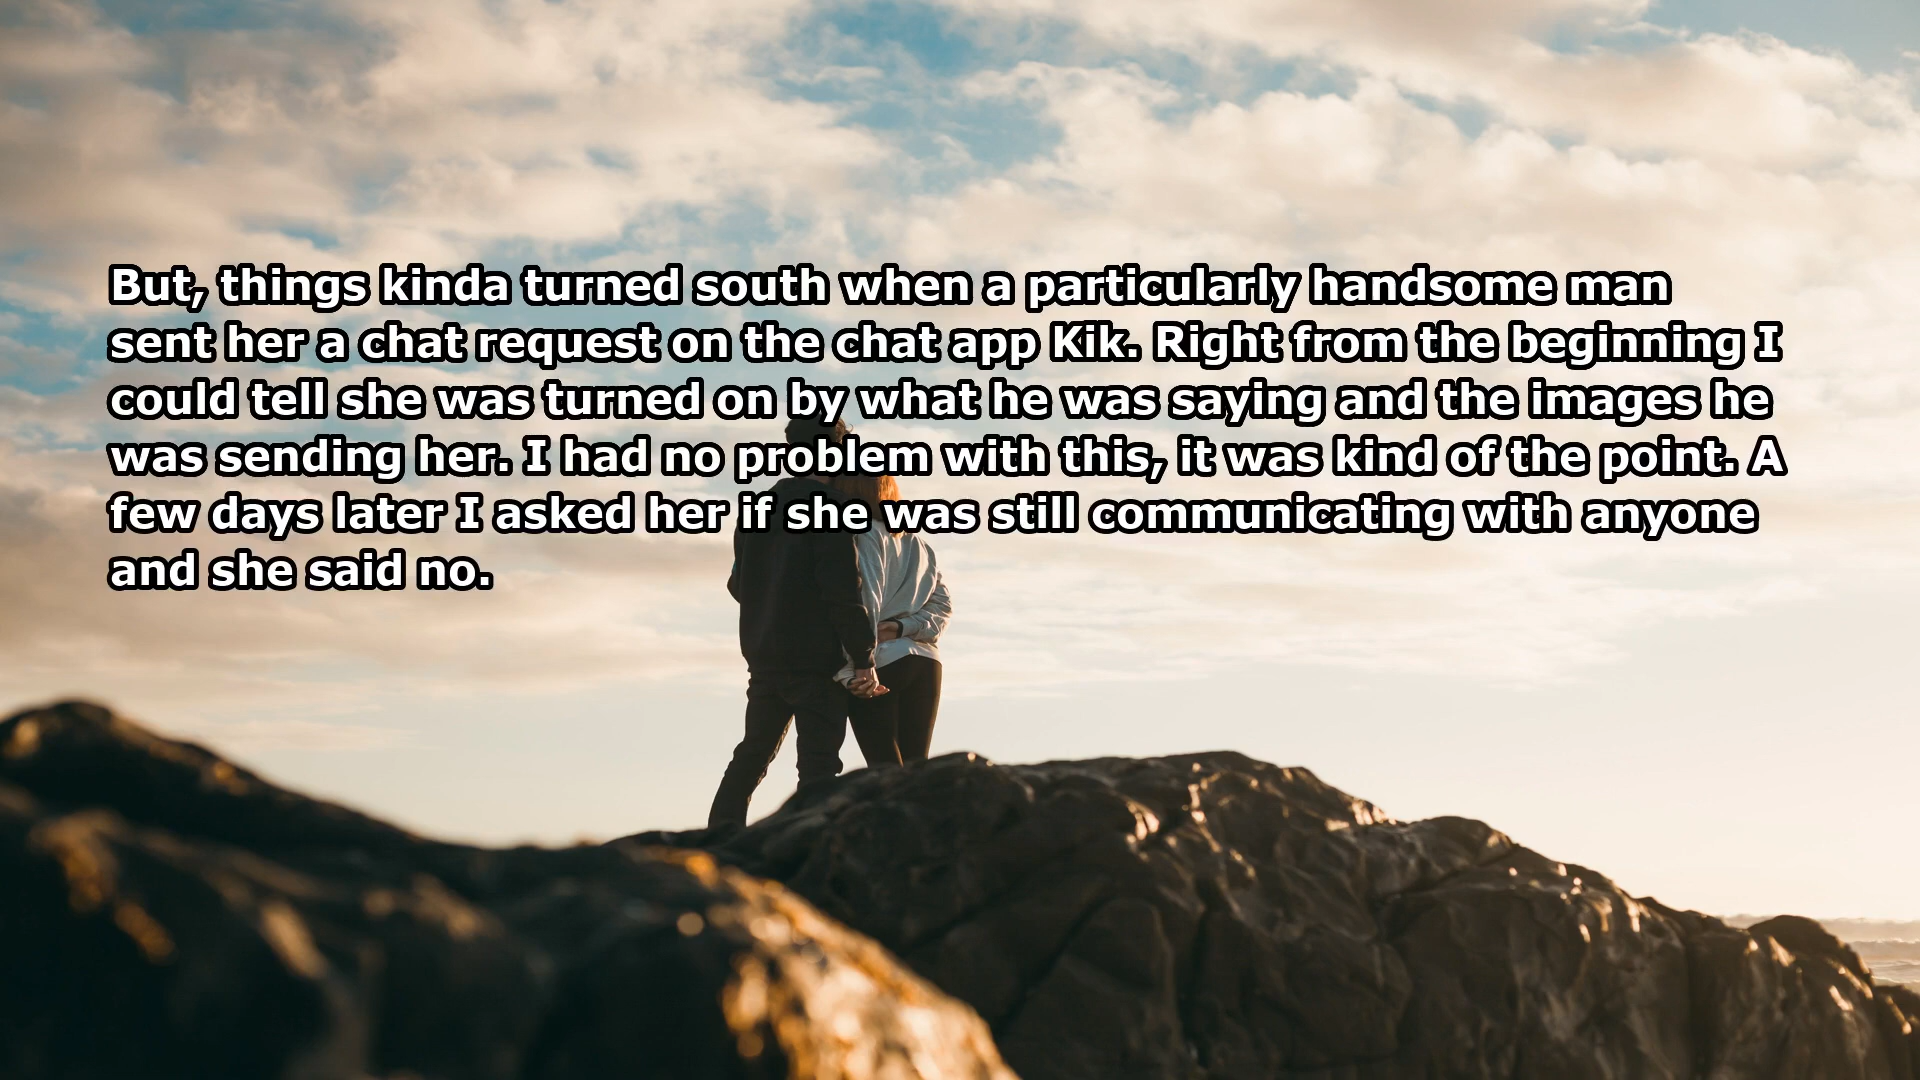 But, things kinda turned south when a particularly handsome man
sent her a chat request on the chat app Kik. Right from the beginning I
could tell she was turned on by what he was saying and the images he
was sending her. I had no problem with this, it was kind of the point. A
few days later I asked her if she was still communicating with anyone
and she said no.